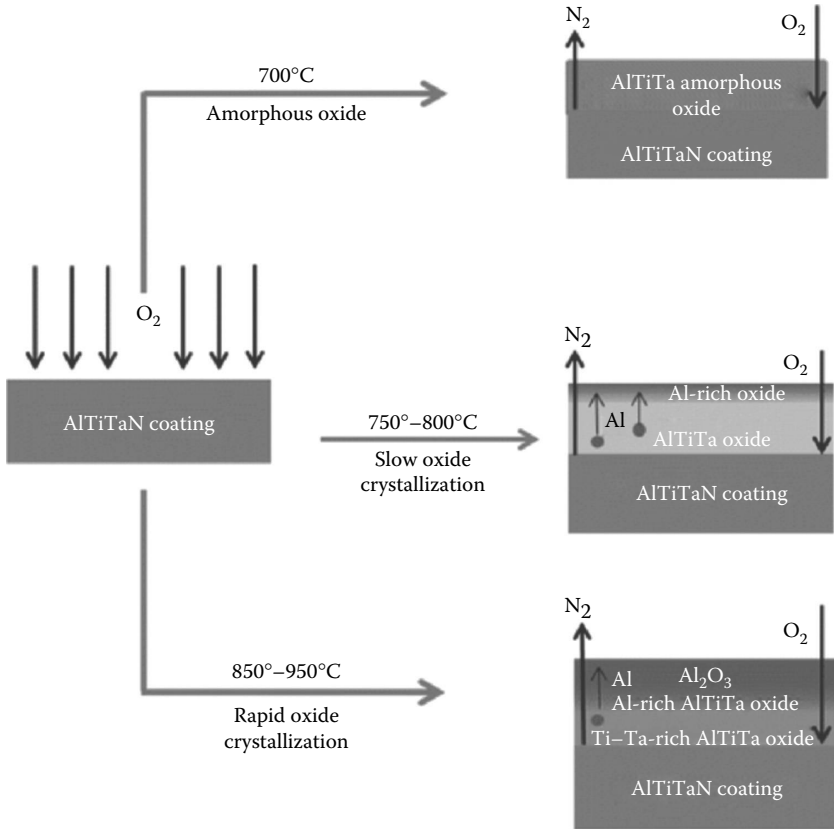 N₂
O₂
700°C
Amorphous oxide
AlTiTa amorphous
oxide
AlTiTaN coating
O₂
AlTiTaN coating
750°–800°C
Slow oxide
crystallization
N₂
O₂
Al-rich oxide
Al
AlTiTa oxide
AlTiTaN coating
850°–950°C
Rapid oxide
crystallization
N₂
O₂
Al
Al₂O₃
Al-rich AlTiTa oxide
Ti–Ta-rich AlTiTa oxide
AlTiTaN coating